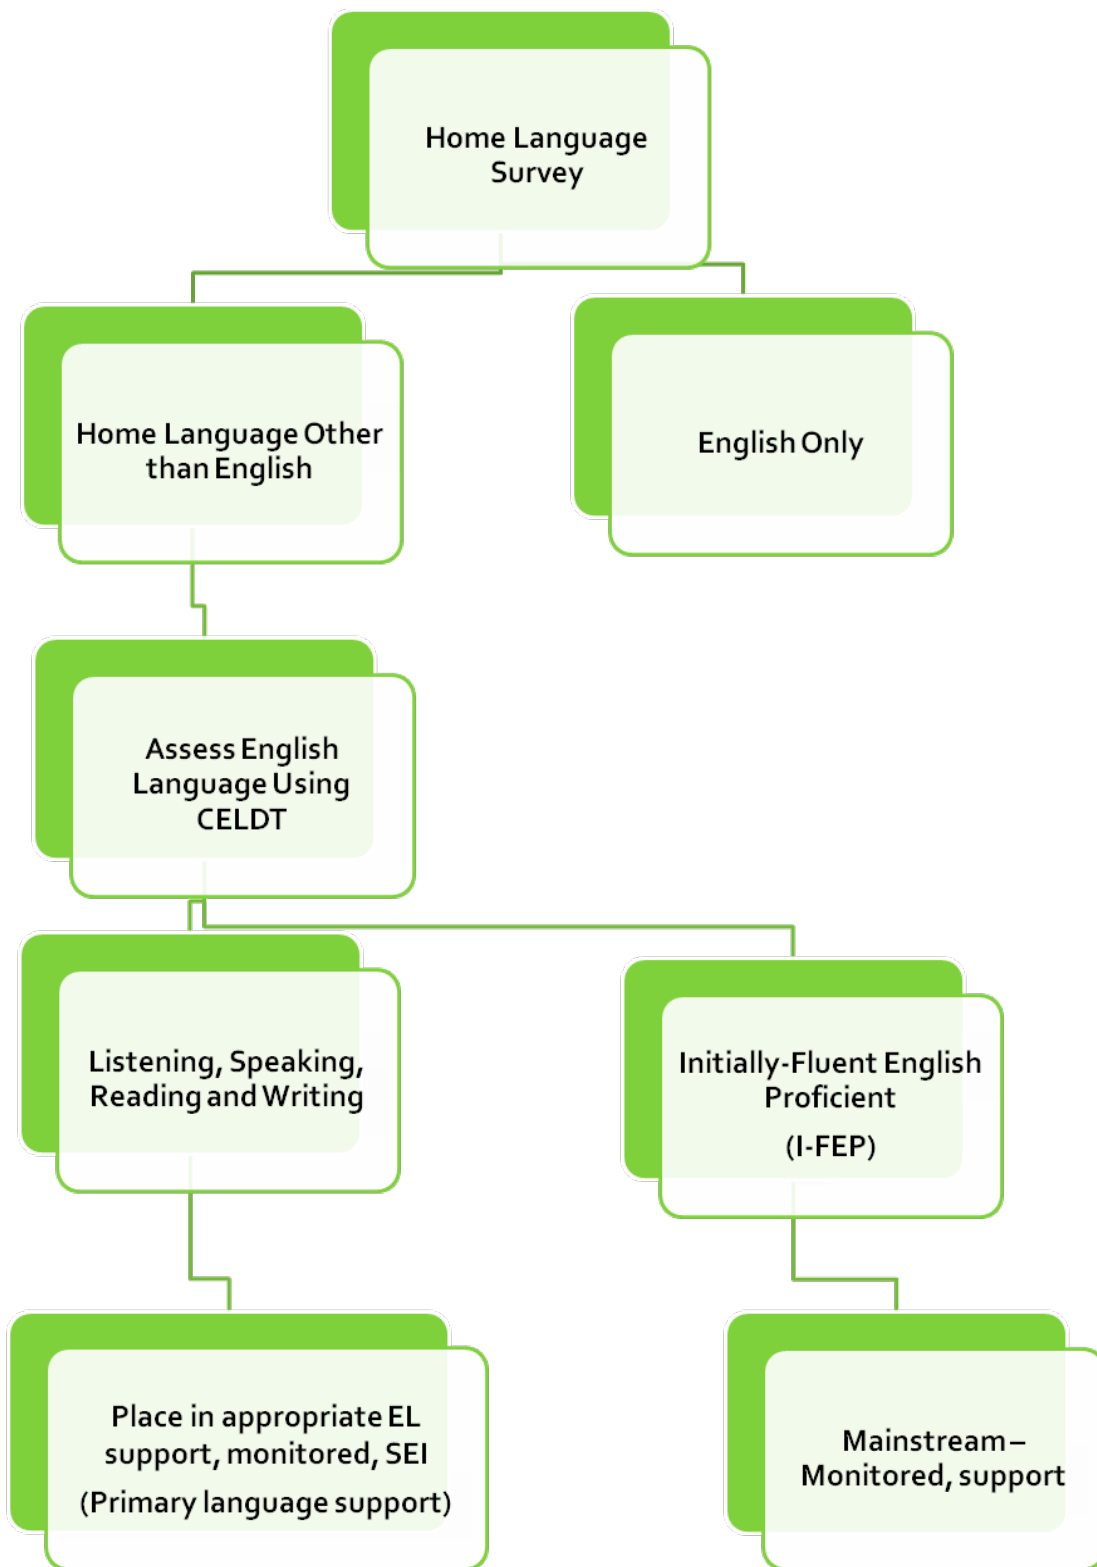 Home Language
Survey
Home Language Other
than English
English Only
Assess English
Language Using
CELDT
Listening, Speaking,
Reading and Writing
Initially-Fluent English
Proficient
(I-FEP)
Place in appropriate EL
support, monitored, SEI
(Primary language support)
Mainstream –
Monitored, support